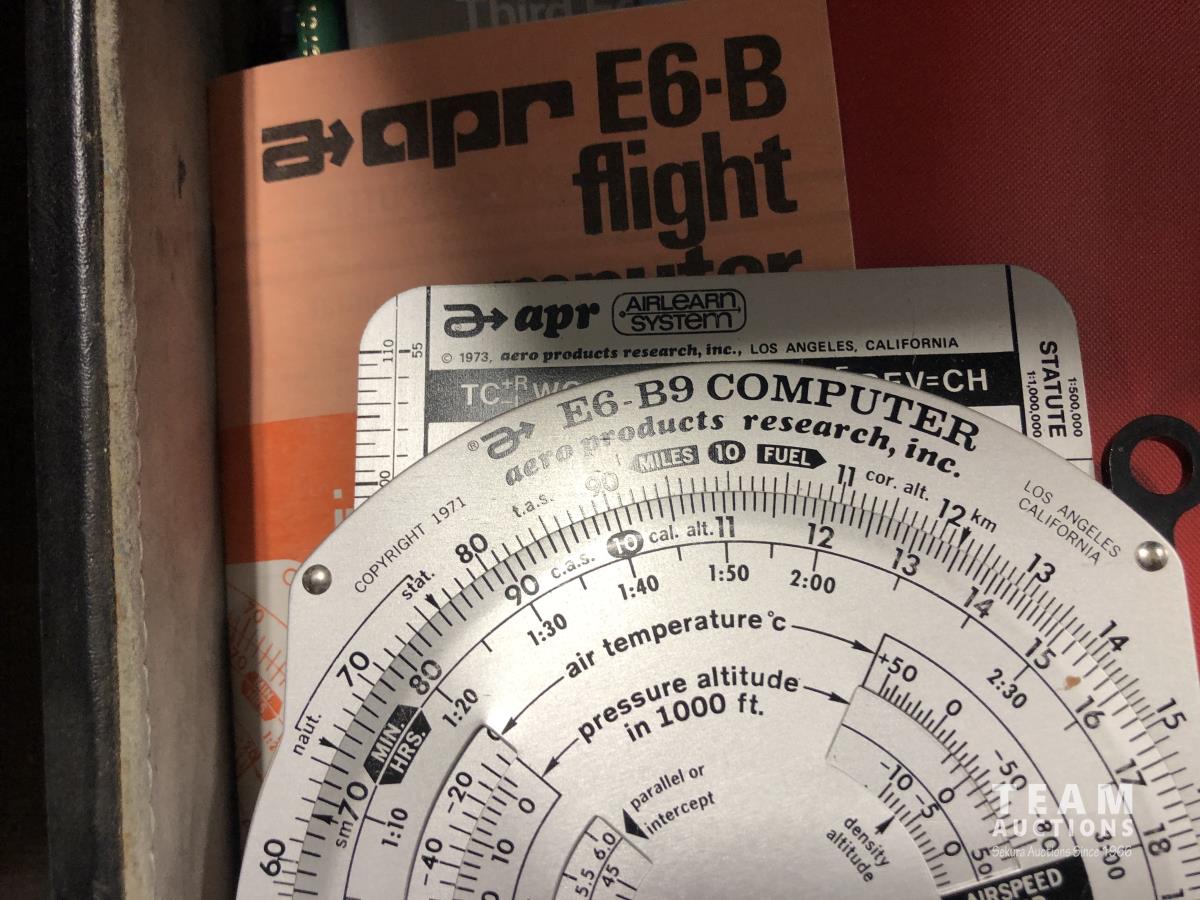 Third
apr E6-B
flight
computer
apr AIRLEARN SYSTEM
© 1973, aero products research, inc., LOS ANGELES, CALIFORNIA
110
55
STATUTE
1:1,000,000
1:500,000
TC +R -L
DEV=CH
® E6-B9 COMPUTER
aero products research, inc.
COPYRIGHT 1971
LOS ANGELES
CALIFORNIA
MILES 10 FUEL
t.a.s. 90 11 cor. alt. 12 km 13 14 15
stat. 80 70 naut. 60
c.a.s. 10 cal. alt. 11 12 13 14 15 16 17 18
90 80 70 sm
MIN. HRS.
1:10 1:20 1:30 1:40 1:50 2:00 2:30
air temperature °c
pressure altitude
in 1000 ft.
+50 0 -50
-10 -5 0
-20 -40
0 10
parallel or
intercept
6.0 5.5
45
density
altitude
AIRSPEED
TEAM
AUCTIONS
Sekura Auctions Since 1966